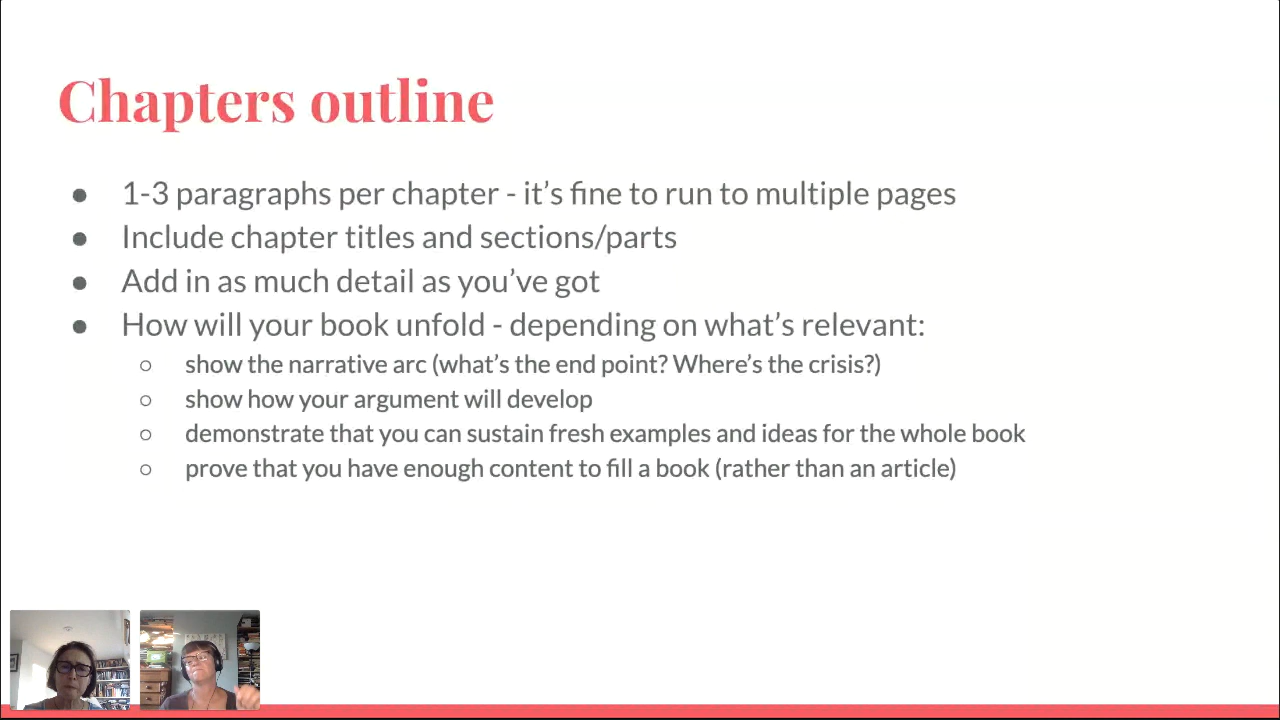 Chapters outline
● 1-3 paragraphs per chapter - it’s fine to run to multiple pages
● Include chapter titles and sections/parts
● Add in as much detail as you’ve got
● How will your book unfold - depending on what’s relevant:
○ show the narrative arc (what’s the end point? Where’s the crisis?)
○ show how your argument will develop
○ demonstrate that you can sustain fresh examples and ideas for the whole book
○ prove that you have enough content to fill a book (rather than an article)